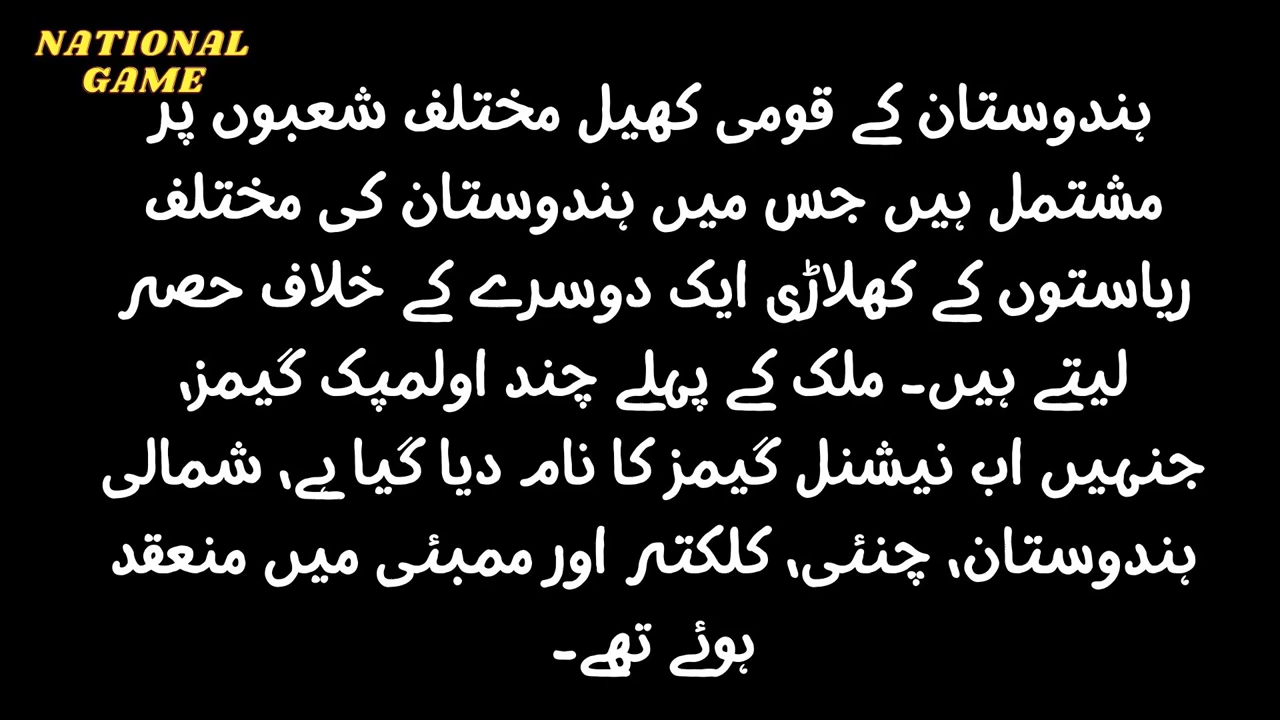 NATIONAL
GAME
ہندوستان کے قومی کھیل مختلف شعبوں پر
مشتمل ہیں جس میں ہندوستان کی مختلف
ریاستوں کے کھلاڑی ایک دوسرے کے خلاف حصہ
لیتے ہیں۔ ملک کے پہلے چند اولمپک گیمز،
جنہیں اب نیشنل گیمز کا نام دیا گیا ہے، شمالی
ہندوستان، چنئی، کلکتہ اور ممبئی میں منعقد
ہوئے تھے۔